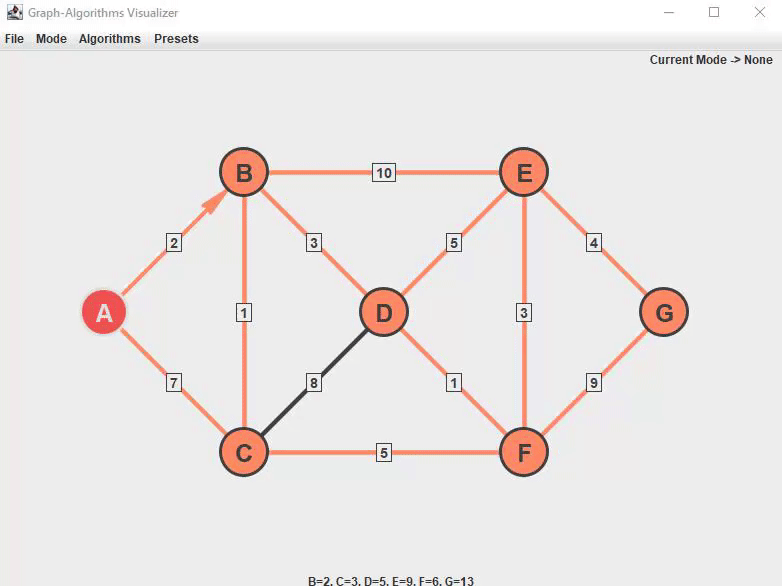 Graph-Algorithms Visualizer
File Mode Algorithms Presets
Current Mode -> None
B 10 E
2 3 5 4
A 1 D 3 G
7 8 1 9
C 5 F
B=2, C=3, D=5, E=9, F=6, G=13